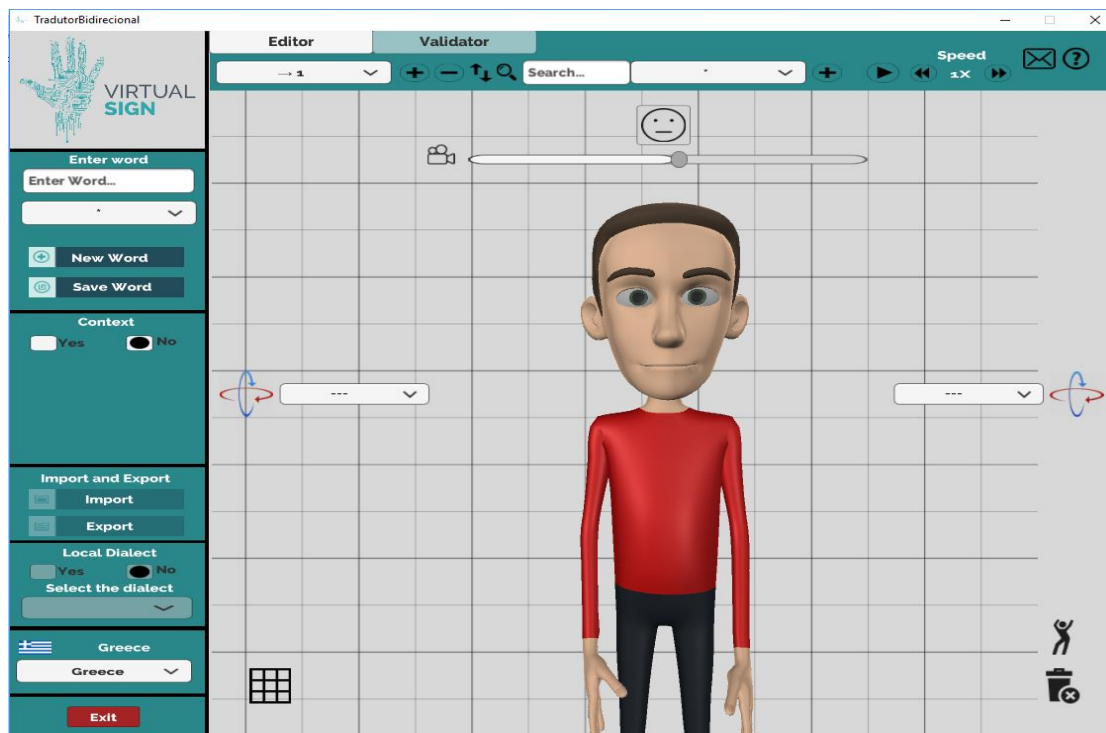 TradutorBidirecional
VIRTUAL
SIGN
Editor
Validator
→ 1
Search...
*
Speed
1X
Enter word
Enter Word...
*
New Word
Save Word
Context
Yes
No
---
---
Import and Export
Import
Export
Local Dialect
Yes
No
Select the dialect
Greece
Greece
Exit